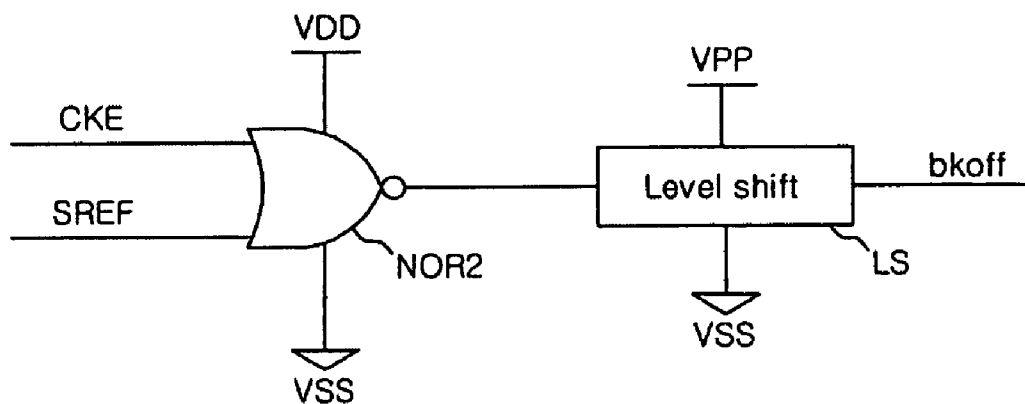 VDD
VPP
CKE
bkoff
Level shift
SREF
NOR2
LS
VSS
VSS